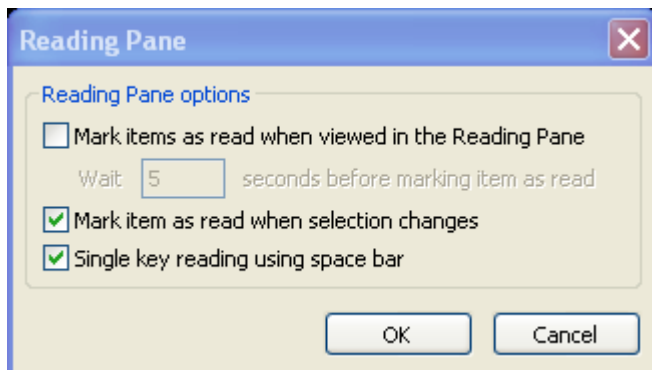 Reading Pane
Reading Pane options
Mark items as read when viewed in the Reading Pane
Wait 5 seconds before marking item as read
Mark item as read when selection changes
Single key reading using space bar
OK Cancel